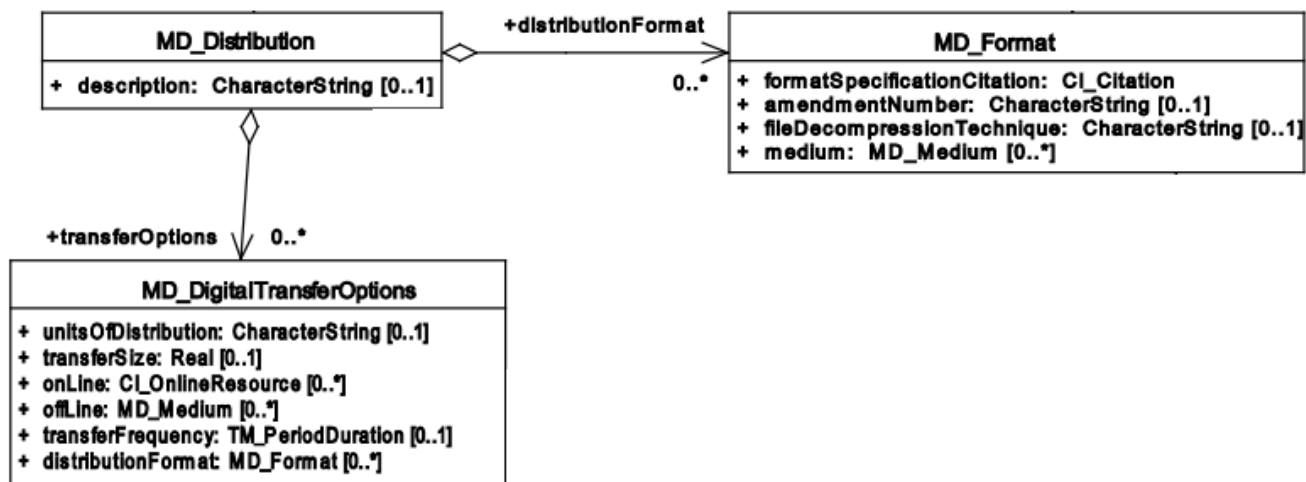 +distributionFormat
MD_Distribution
MD_Format
+ description: CharacterString [0..1]
0..*
+ formatSpecificationCitation: CI_Citation
+ amendmentNumber: CharacterString [0..1]
+ fileDecompressionTechnique: CharacterString [0..1]
+ medium: MD_Medium [0..*]
+transferOptions 0..*
MD_DigitalTransferOptions
+ unitsOfDistribution: CharacterString [0..1]
+ transferSize: Real [0..1]
+ onLine: CI_OnlineResource [0..*]
+ offLine: MD_Medium [0..*]
+ transferFrequency: TM_PeriodDuration [0..1]
+ distributionFormat: MD_Format [0..*]